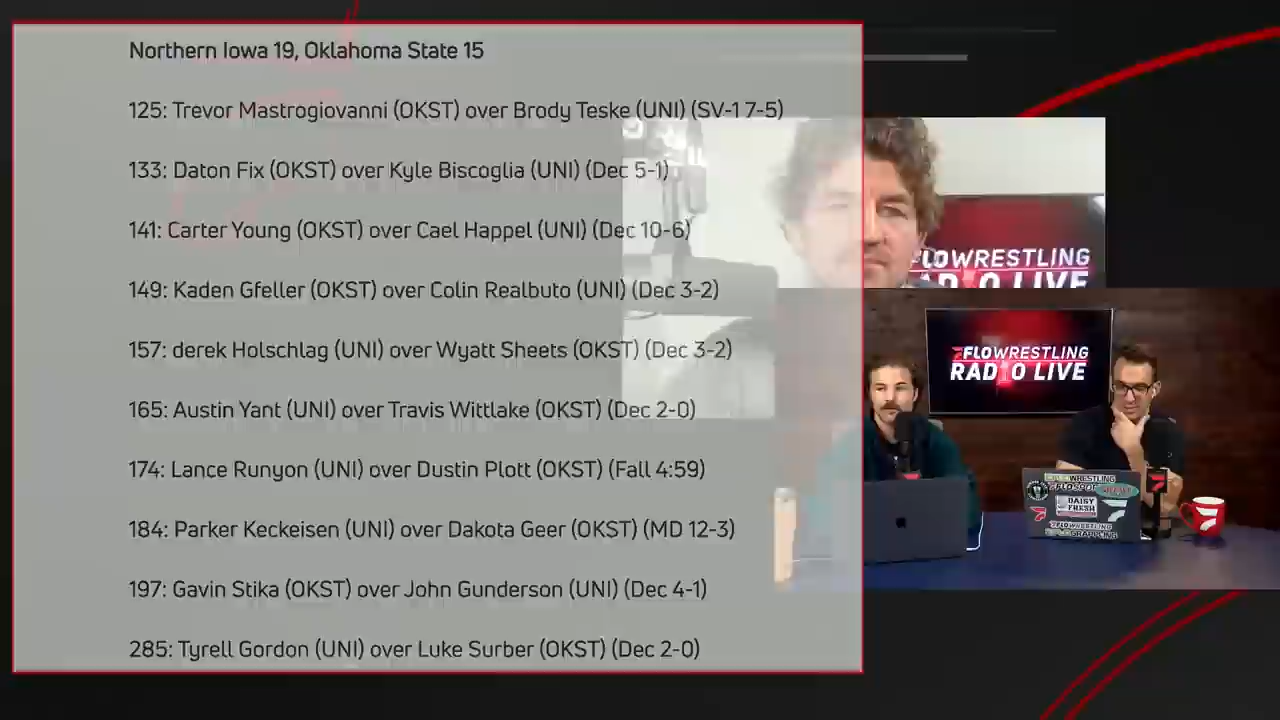 Northern Iowa 19, Oklahoma State 15
125: Trevor Mastrogiovanni (OKST) over Brody Teske (UNI) (SV-1 7-5)
133: Daton Fix (OKST) over Kyle Biscoglia (UNI) (Dec 5-1)
141: Carter Young (OKST) over Cael Happel (UNI) (Dec 10-6)
149: Kaden Gfeller (OKST) over Colin Realbuto (UNI) (Dec 3-2)
157: derek Holschlag (UNI) over Wyatt Sheets (OKST) (Dec 3-2)
165: Austin Yant (UNI) over Travis Wittlake (OKST) (Dec 2-0)
174: Lance Runyon (UNI) over Dustin Plott (OKST) (Fall 4:59)
184: Parker Keckeisen (UNI) over Dakota Geer (OKST) (MD 12-3)
197: Gavin Stika (OKST) over John Gunderson (UNI) (Dec 4-1)
285: Tyrell Gordon (UNI) over Luke Surber (OKST) (Dec 2-0)
FLOWRESTLING
RADIO LIVE
FLOWRESTLING
RADIO LIVE
DAISY
FRESH